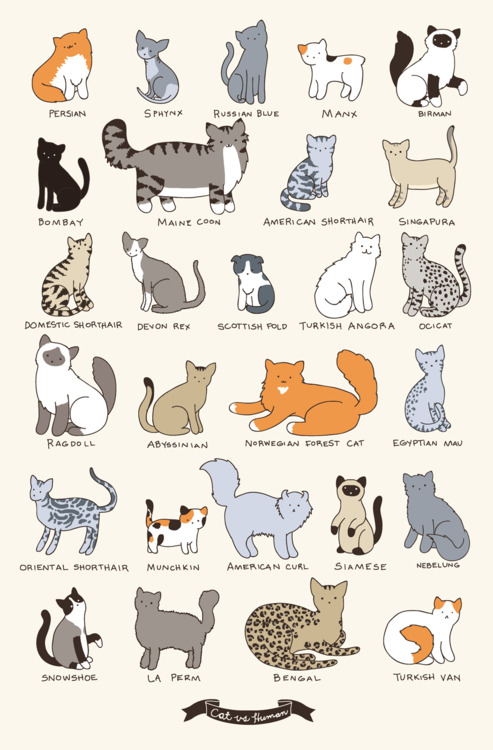 PERSIAN
SPHYNX
RUSSIAN BLUE
MANX
BIRMAN
BOMBAY
MAINE COON
AMERICAN SHORTHAIR
SINGAPURA
DOMESTIC SHORTHAIR
DEVON REX
SCOTTISH FOLD
TURKISH ANGORA
OCICAT
RAGDOLL
ABYSSINIAN
NORWEGIAN FOREST CAT
EGYPTIAN MAU
ORIENTAL SHORTHAIR
MUNCHKIN
AMERICAN CURL
SIAMESE
NEBELUNG
SNOWSHOE
LA PERM
BENGAL
TURKISH VAN
Cat vs Human